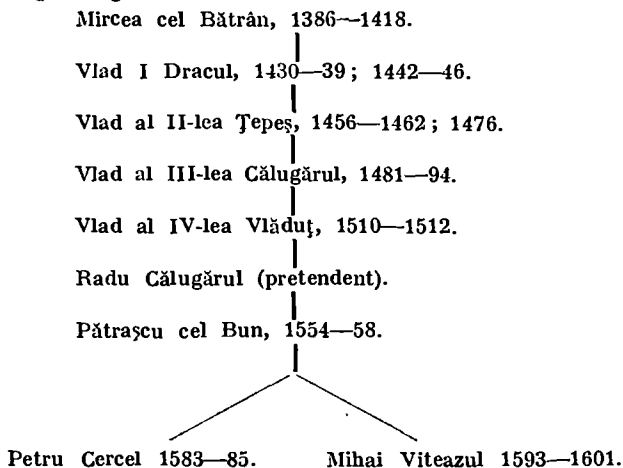 Mircea cel Bătrân, 1386—1418.
Vlad I Dracul, 1430—39; 1442—46.
Vlad al II-lea Ţepeş, 1456—1462; 1476.
Vlad al III-lea Călugărul, 1481—94.
Vlad al IV-lea Vlăduţ, 1510—1512.
Radu Călugărul (pretendent).
Pătraşcu cel Bun, 1554—58.
Petru Cercel 1583—85. Mihai Viteazul 1593—1601.